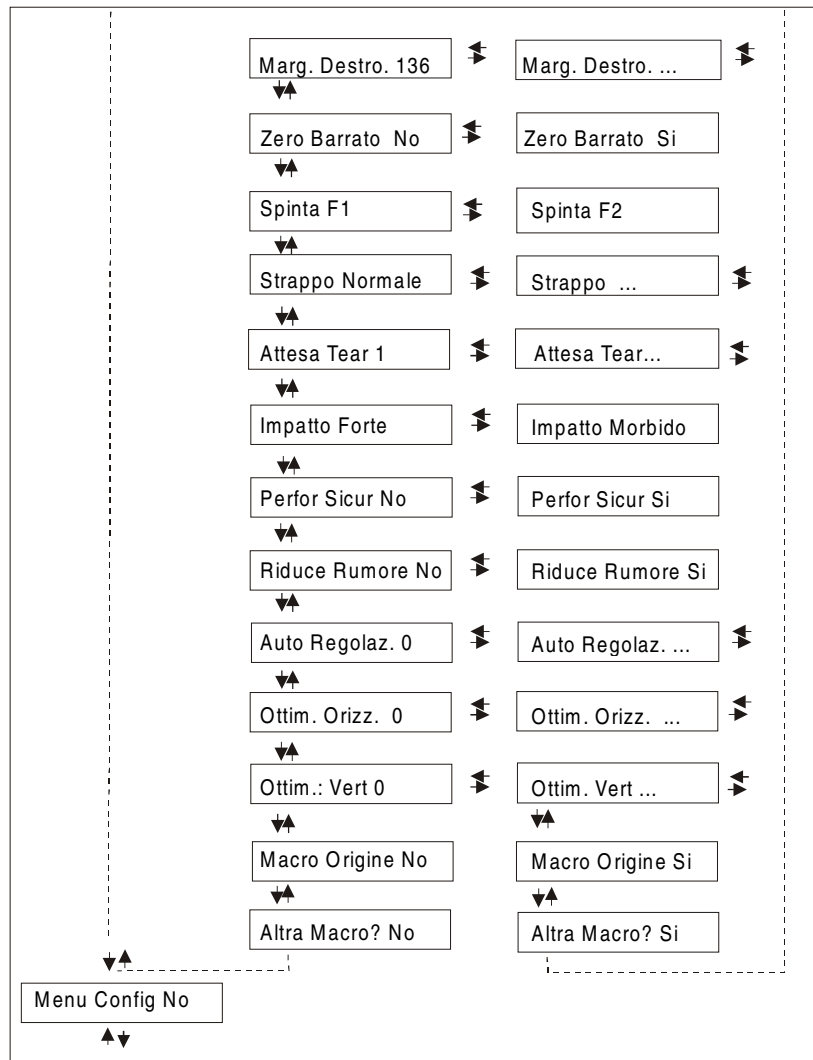 Marg. Destro. 136
Marg. Destro. ...
Zero Barrato No
Zero Barrato Si
Spinta F1
Spinta F2
Strappo Normale
Strappo ...
Attesa Tear 1
Attesa Tear...
Impatto Forte
Impatto Morbido
Perfor Sicur No
Perfor Sicur Si
Riduce Rumore No
Riduce Rumore Si
Auto Regolaz. 0
Auto Regolaz. ...
Ottim. Orizz. 0
Ottim. Orizz. ...
Ottim.: Vert 0
Ottim. Vert ...
Macro Origine No
Macro Origine Si
Altra Macro? No
Altra Macro? Si
Menu Config No